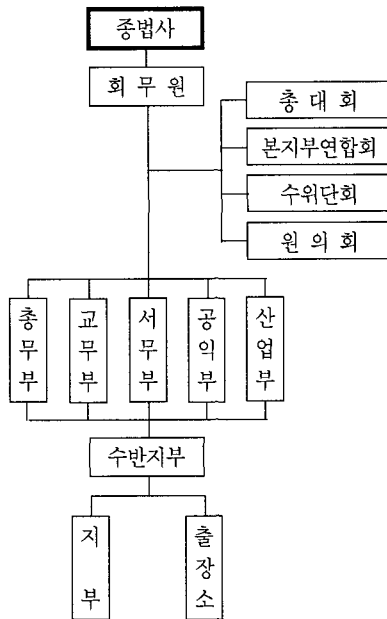 종법사
회 무 원
총 대 회
본지부연합회
수위단회
원 의 회
총무부
교무부
서무부
공익부
산업부
수반지부
지부
출장소